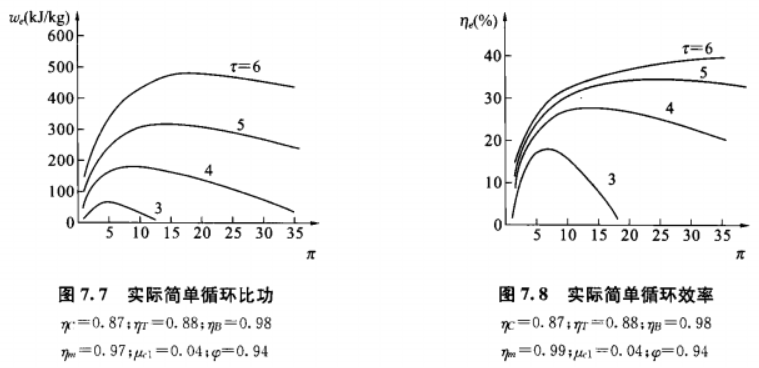 wₑ(kJ/kg)
600
500
400
300
200
100
0
5 10 15 20 25 30 35
π
τ=6
5
4
3
图 7.7 实际简单循环比功
η_C=0.87;η_T=0.88;η_B=0.98
η_m=0.97;μ_c1=0.04;φ=0.94
ηₑ(%)
40
30
20
10
0
5 10 15 20 25 30 35
π
τ=6
5
4
3
图 7.8 实际简单循环效率
η_C=0.87;η_T=0.88;η_B=0.98
η_m=0.99;μ_c1=0.04;φ=0.94